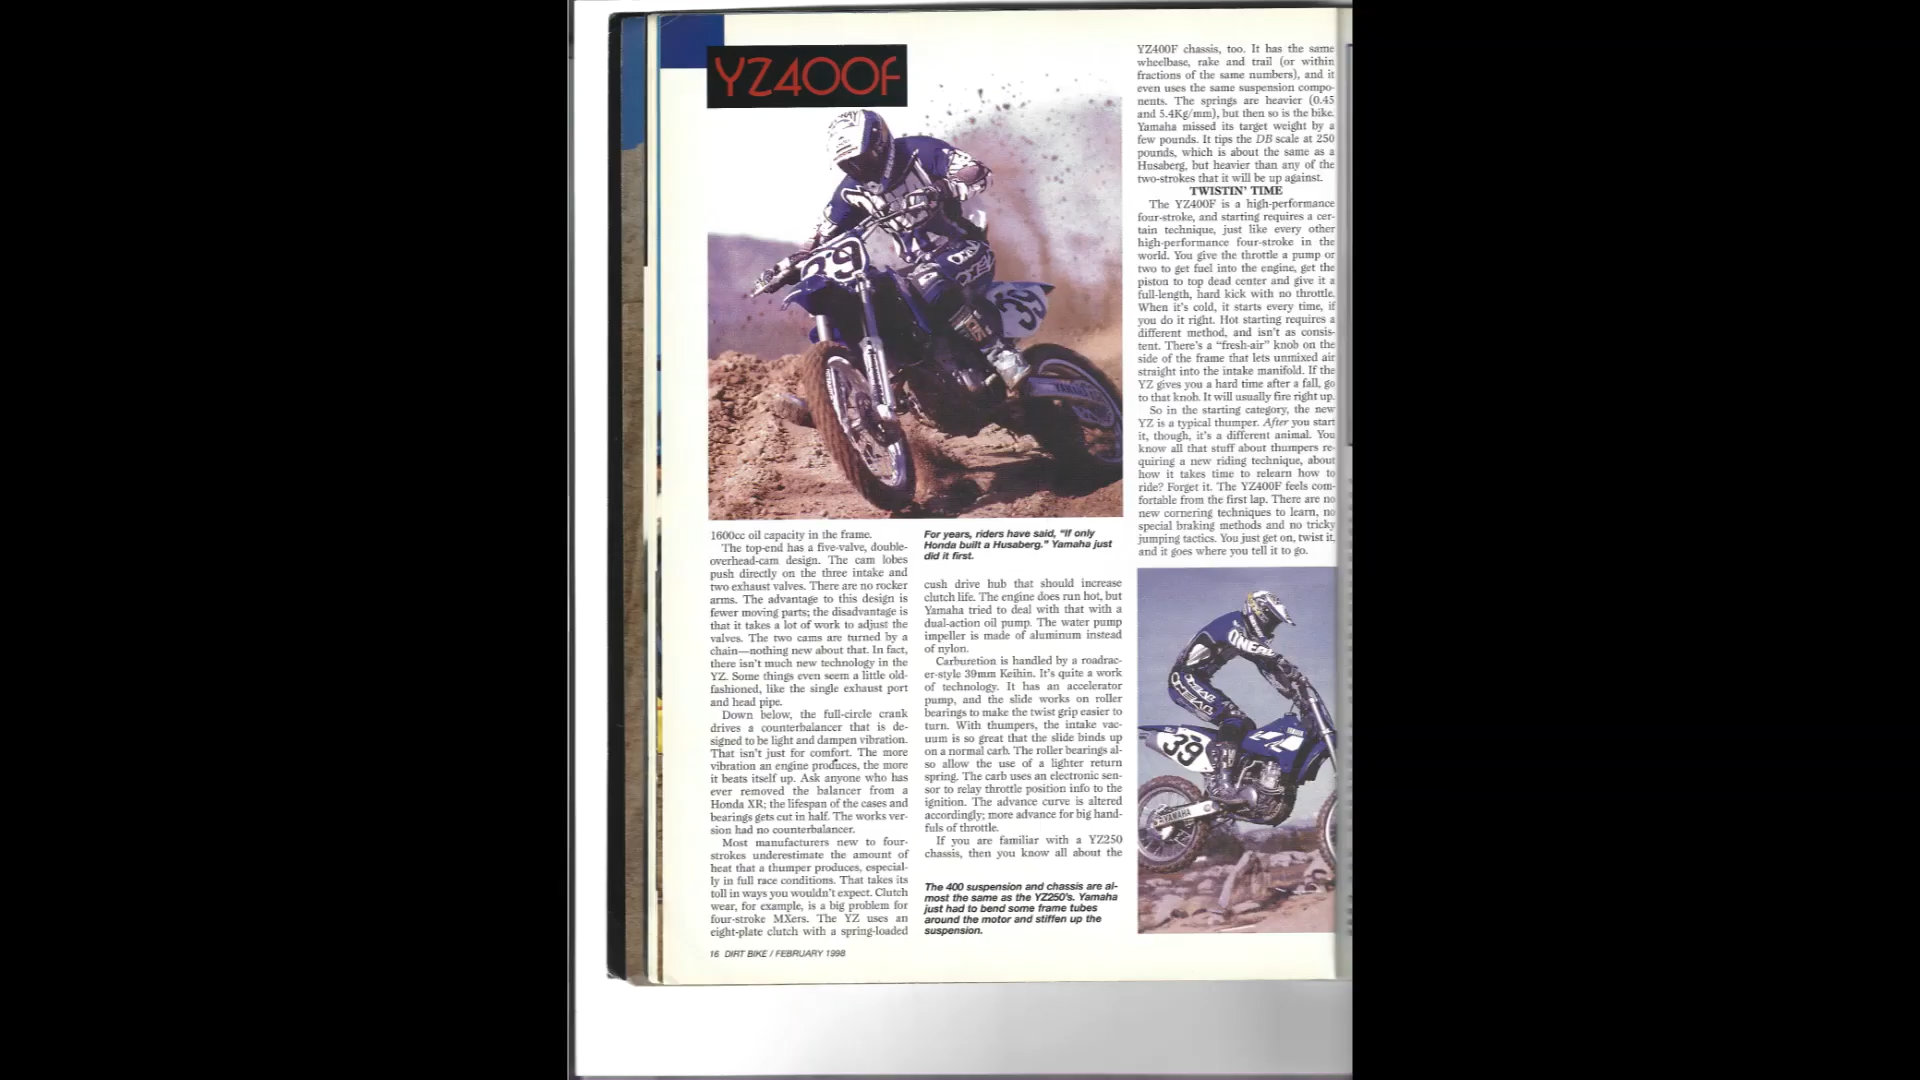 YZ400F
39
39
1600cc oil capacity in the frame.
The top-end has a five-valve, double-
overhead-cam design. The cam lobes
push directly on the three intake and
two exhaust valves. There are no rocker
arms. The advantage to this design is
fewer moving parts; the disadvantage is
that it takes a lot of work to adjust the
valves. The two cams are turned by a
chain—nothing new about that. In fact,
there isn't much new technology in the
YZ. Some things even seem a little old-
fashioned, like the single exhaust port
and head pipe.
Down below, the full-circle crank
drives a counterbalancer that is de-
signed to be light and dampen vibration.
That isn't just for comfort. The more
vibration an engine produces, the more
it beats itself up. Ask anyone who has
ever removed the balancer from a
Honda XR; the lifespan of the cases and
bearings gets cut in half. The works ver-
sion had no counterbalancer.
Most manufacturers new to four-
strokes underestimate the amount of
heat that a thumper produces, especial-
ly in full race conditions. That takes its
toll in ways you wouldn't expect. Clutch
wear, for example, is a big problem for
four-stroke MXers. The YZ uses an
eight-plate clutch with a spring-loaded
For years, riders have said, "If only
Honda built a Husaberg." Yamaha just
did it first.
cush drive hub that should increase
clutch life. The engine does run hot, but
Yamaha tried to deal with that with a
dual-action oil pump. The water pump
impeller is made of aluminum instead
of nylon.
Carburetion is handled by a roadrac-
er-style 39mm Keihin. It's quite a work
of technology. It has an accelerator
pump, and the slide works on roller
bearings to make the twist grip easier to
turn. With thumpers, the intake vac-
uum is so great that the slide binds up
on a normal carb. The roller bearings al-
so allow the use of a lighter return
spring. The carb uses an electronic sen-
sor to relay throttle position info to the
ignition. The advance curve is altered
accordingly; more advance for big hand-
fuls of throttle.
If you are familiar with a YZ250
chassis, then you know all about the
The 400 suspension and chassis are al-
most the same as the YZ250's. Yamaha
just had to bend some frame tubes
around the motor and stiffen up the
suspension.
YZ400F chassis, too. It has the same
wheelbase, rake and trail (or within
fractions of the same numbers), and it
even uses the same suspension compo-
nents. The springs are heavier (0.45
and 5.4Kg/mm), but then so is the bike.
Yamaha missed its target weight by a
few pounds. It tips the DB scale at 250
pounds, which is about the same as a
Husaberg, but heavier than any of the
two-strokes that it will be up against.
TWISTIN' TIME
The YZ400F is a high-performance
four-stroke, and starting requires a cer-
tain technique, just like every other
high-performance four-stroke in the
world. You give the throttle a pump or
two to get fuel into the engine, get the
piston to top dead center and give it a
full-length, hard kick with no throttle.
When it's cold, it starts every time, if
you do it right. Hot starting requires a
different method, and isn't as consis-
tent. There's a "fresh-air" knob on the
side of the frame that lets unmixed air
straight into the intake manifold. If the
YZ gives you a hard time after a fall, go
to that knob. It will usually fire right up.
So in the starting category, the new
YZ is a typical thumper. After you start
it, though, it's a different animal. You
know all that stuff about thumpers re-
quiring a new riding technique, about
how it takes time to relearn how to
ride? Forget it. The YZ400F feels com-
fortable from the first lap. There are no
new cornering techniques to learn, no
special braking methods and no tricky
jumping tactics. You just get on, twist it,
and it goes where you tell it to go.
ONEAL
ONEAL
39
YAMAHA
16 DIRT BIKE / FEBRUARY 1998